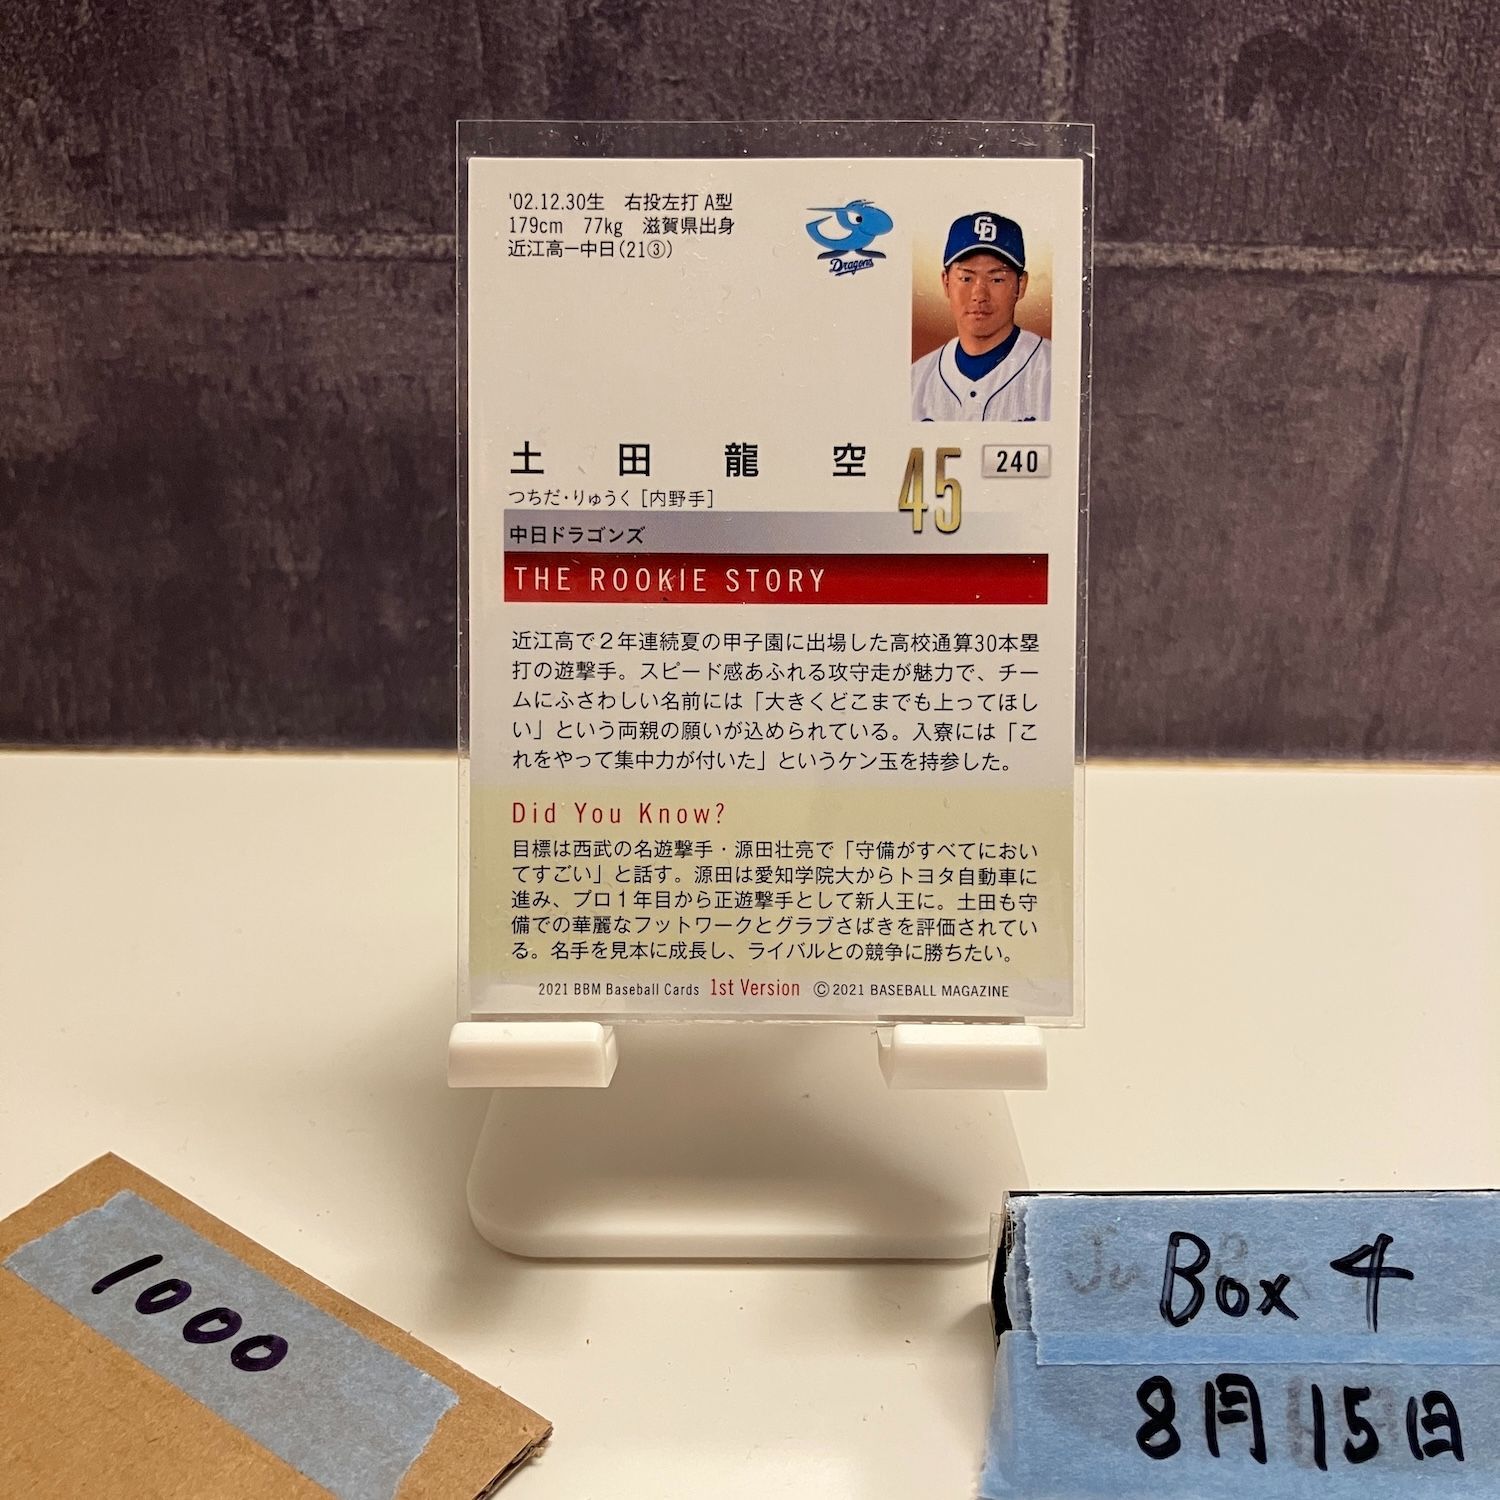 '02.12.30生 右投左打 A型
179cm 77kg 滋賀県出身
近江高ー中日(21③)
Dragons
CD
土田龍空
45
240
つちだ・りゅうく [内野手]
中日ドラゴンズ
THE ROOKIE STORY
近江高で2年連続夏の甲子園に出場した高校通算30本塁
打の遊撃手。スピード感あふれる攻守走が魅力で、チー
ムにふさわしい名前には「大きくどこまでも上ってほし
い」という両親の願いが込められている。入寮には「こ
れをやって集中力が付いた」というケン玉を持参した。
Did You Know?
目標は西武の名遊撃手・源田壮亮で「守備がすべてにおい
てすごい」と話す。源田は愛知学院大からトヨタ自動車に
進み、プロ1年目から正遊撃手として新人王に。土田も守
備での華麗なフットワークとグラブさばきを評価されてい
る。名手を見本に成長し、ライバルとの競争に勝ちたい。
2021 BBM Baseball Cards 1st Version ©2021 BASEBALL MAGAZINE
1000
Box 4
8月15日